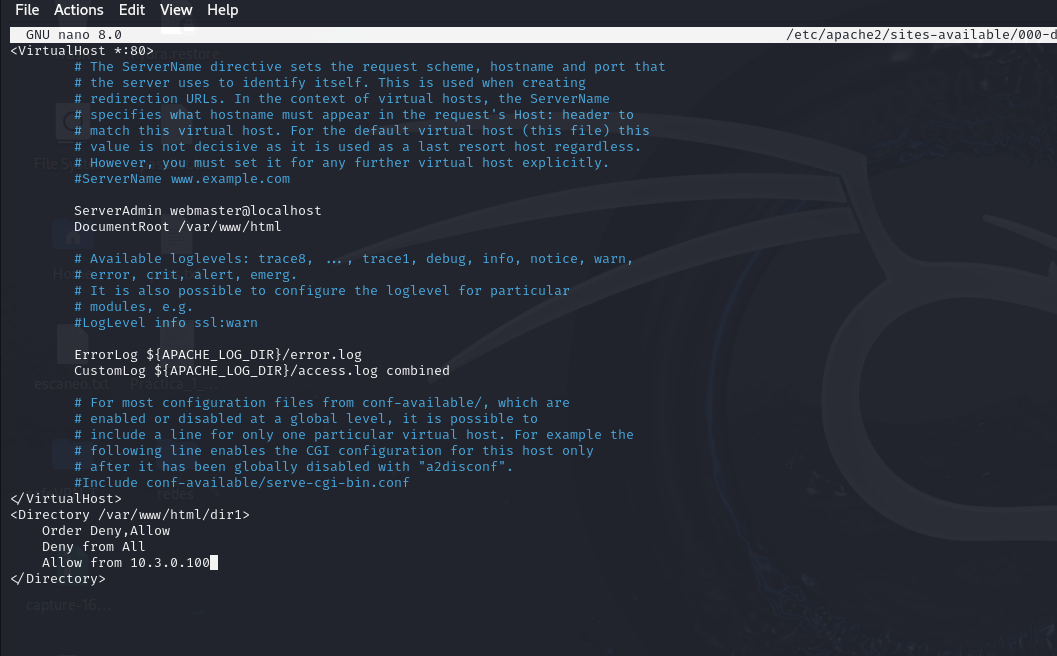 File Actions Edit View Help
GNU nano 8.0 /etc/apache2/sites-available/000-d
<VirtualHost *:80>
# The ServerName directive sets the request scheme, hostname and port that
# the server uses to identify itself. This is used when creating
# redirection URLs. In the context of virtual hosts, the ServerName
# specifies what hostname must appear in the request's Host: header to
# match this virtual host. For the default virtual host (this file) this
# value is not decisive as it is used as a last resort host regardless.
# However, you must set it for any further virtual host explicitly.
#ServerName www.example.com
ServerAdmin webmaster@localhost
DocumentRoot /var/www/html
# Available loglevels: trace8, ..., trace1, debug, info, notice, warn,
# error, crit, alert, emerg.
# It is also possible to configure the loglevel for particular
# modules, e.g.
#LogLevel info ssl:warn
ErrorLog ${APACHE_LOG_DIR}/error.log
CustomLog ${APACHE_LOG_DIR}/access.log combined
escaneo.txt Practica_1_...
# For most configuration files from conf-available/, which are
# enabled or disabled at a global level, it is possible to
# include a line for only one particular virtual host. For example the
# following line enables the CGI configuration for this host only
# after it has been globally disabled with "a2disconf".
#Include conf-available/serve-cgi-bin.conf
redes
</VirtualHost>
<Directory /var/www/html/dir1>
Order Deny,Allow
Deny from All
Allow from 10.3.0.100
</Directory>
capture-16...